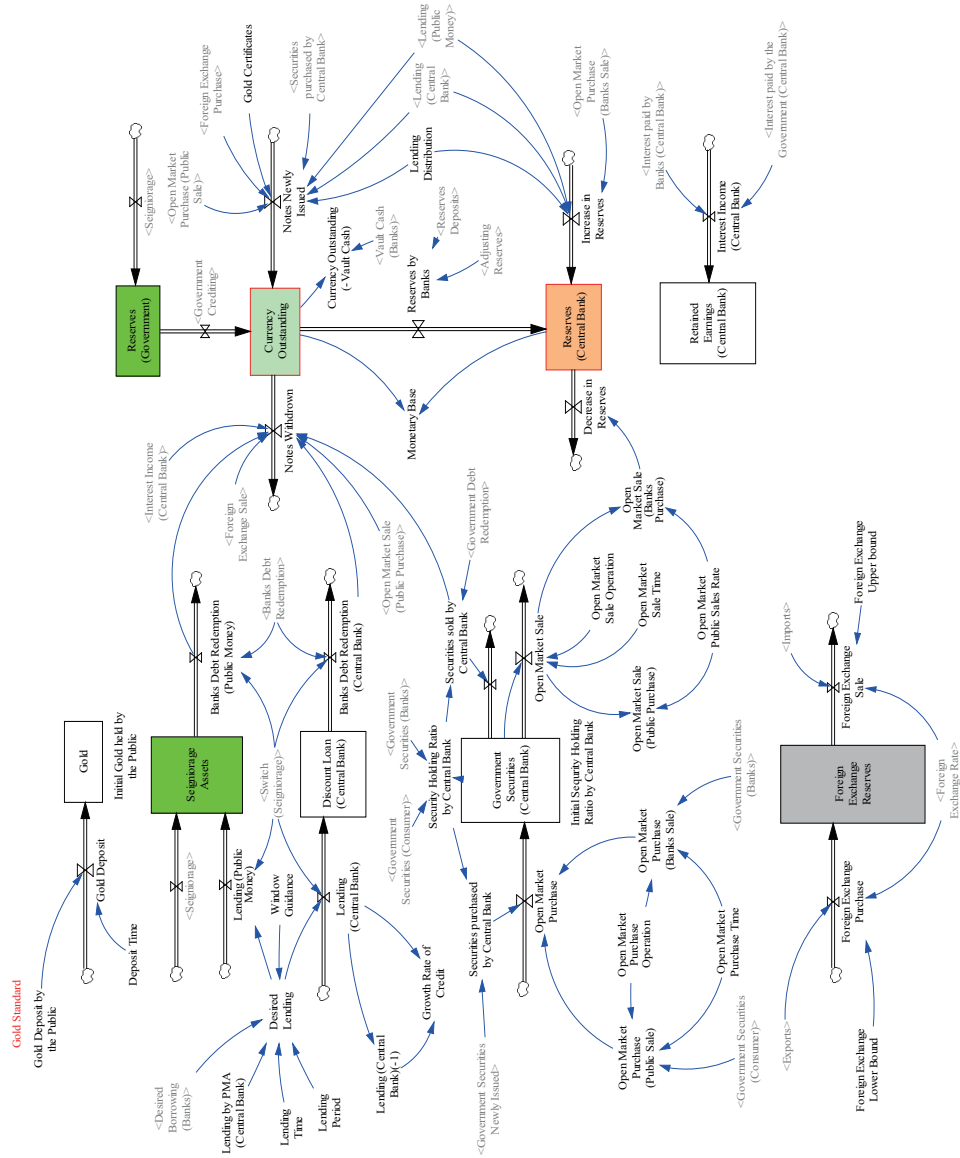 Gold Standard
Gold Deposit by
the Public
Deposit Time
Gold Deposit
Gold
Initial Gold held by
the Public
<Seigniorage>
Lending (Public
Money)
Seigniorage
Assets
Banks Debt Redemption
(Public Money)
<Banks Debt
Redemption>
<Switch
(Seigniorage)>
Window
Guidance
<Desired
Borrowing
(Banks)>
Lending by PMA
(Central Bank)
Lending
Time
Lending
Period
Desired
Lending
Lending
(Central Bank)
Discount Loan
(Central Bank)
Banks Debt Redemption
(Central Bank)
Lending (Central
Bank)(-1)
Growth Rate of
Credit
<Interest Income
(Central Bank)>
<Foreign
Exchange Sale>
<Open Market Sale
(Public Purchase)>
Notes Withdrawn
Reserves
(Government)
<Seigniorage>
<Government
Crediting>
Currency
Outstanding
<Open Market
Purchase (Public
Sale)>
<Foreign Exchange
Purchase>
Gold Certificates
<Securities
purchased by
Central Bank>
Notes Newly
Issued
<Lending
(Public
Money)>
<Lending
(Central
Bank)>
Lending
Distribution
Currency Outstanding
(-Vault Cash)
<Vault Cash
(Banks)>
Reserves by
Banks
<Reserves
Deposits>
<Adjusting
Reserves>
Monetary Base
Reserves
(Central Bank)
Decrease in
Reserves
Increase in
Reserves
<Open Market
Purchase
(Banks Sale)>
Retained
Earnings
(Central Bank)
Interest Income
(Central Bank)
<Interest paid by
Banks (Central Bank)>
<Interest paid by the
Government (Central Bank)>
<Government
Securities (Consumer)>
<Government
Securities (Banks)>
Security Holding Ratio
by Central Bank
Securities sold by
Central Bank
<Government Debt
Redemption>
<Government Securities
Newly Issued>
Securities purchased
by Central Bank
Open Market
Purchase
Government
Securities
(Central Bank)
Open Market Sale
Initial Sequrity Holding
Ratio by Central Bank
Open Market
Sale Operation
Open Market
Sale Time
Open Market
Sale (Banks
Purchase)
Open Market Sale
(Public Purchase)
Open Market
Public Sales Rate
Open Market
Purchase
(Public Sale)
Open Market
Purchase
Operation
Open Market
Purchase
(Banks Sale)
Open Market
Purchase Time
<Government Securities
(Consumer)>
<Government Securities
(Banks)>
<Exports>
Foreign Exchange
Lower Bound
Foreign Exchange
Purchase
Foreign
Exchange
Reserves
Foreign Exchange
Sale
<Imports>
Foreign Exchange
Upper bound
<Foreign
Exchange Rate>